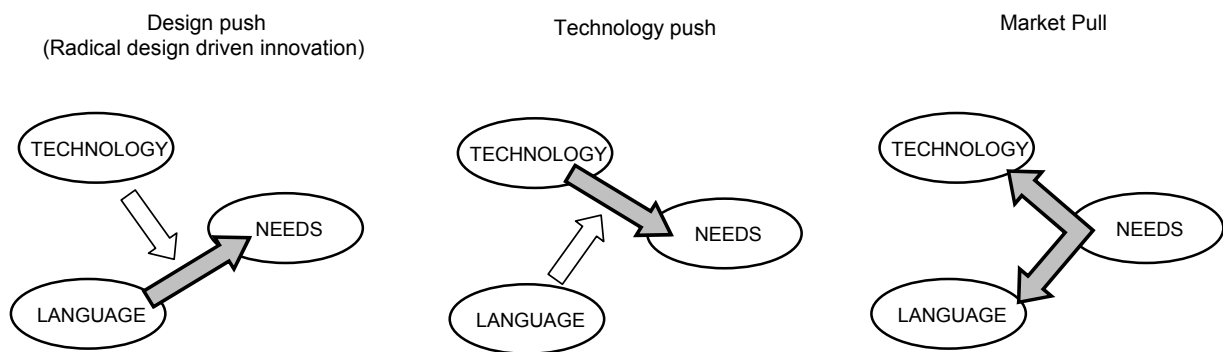 Design push
(Radical design driven innovation)
TECHNOLOGY
NEEDS
LANGUAGE
Technology push
TECHNOLOGY
NEEDS
LANGUAGE
Market Pull
TECHNOLOGY
NEEDS
LANGUAGE